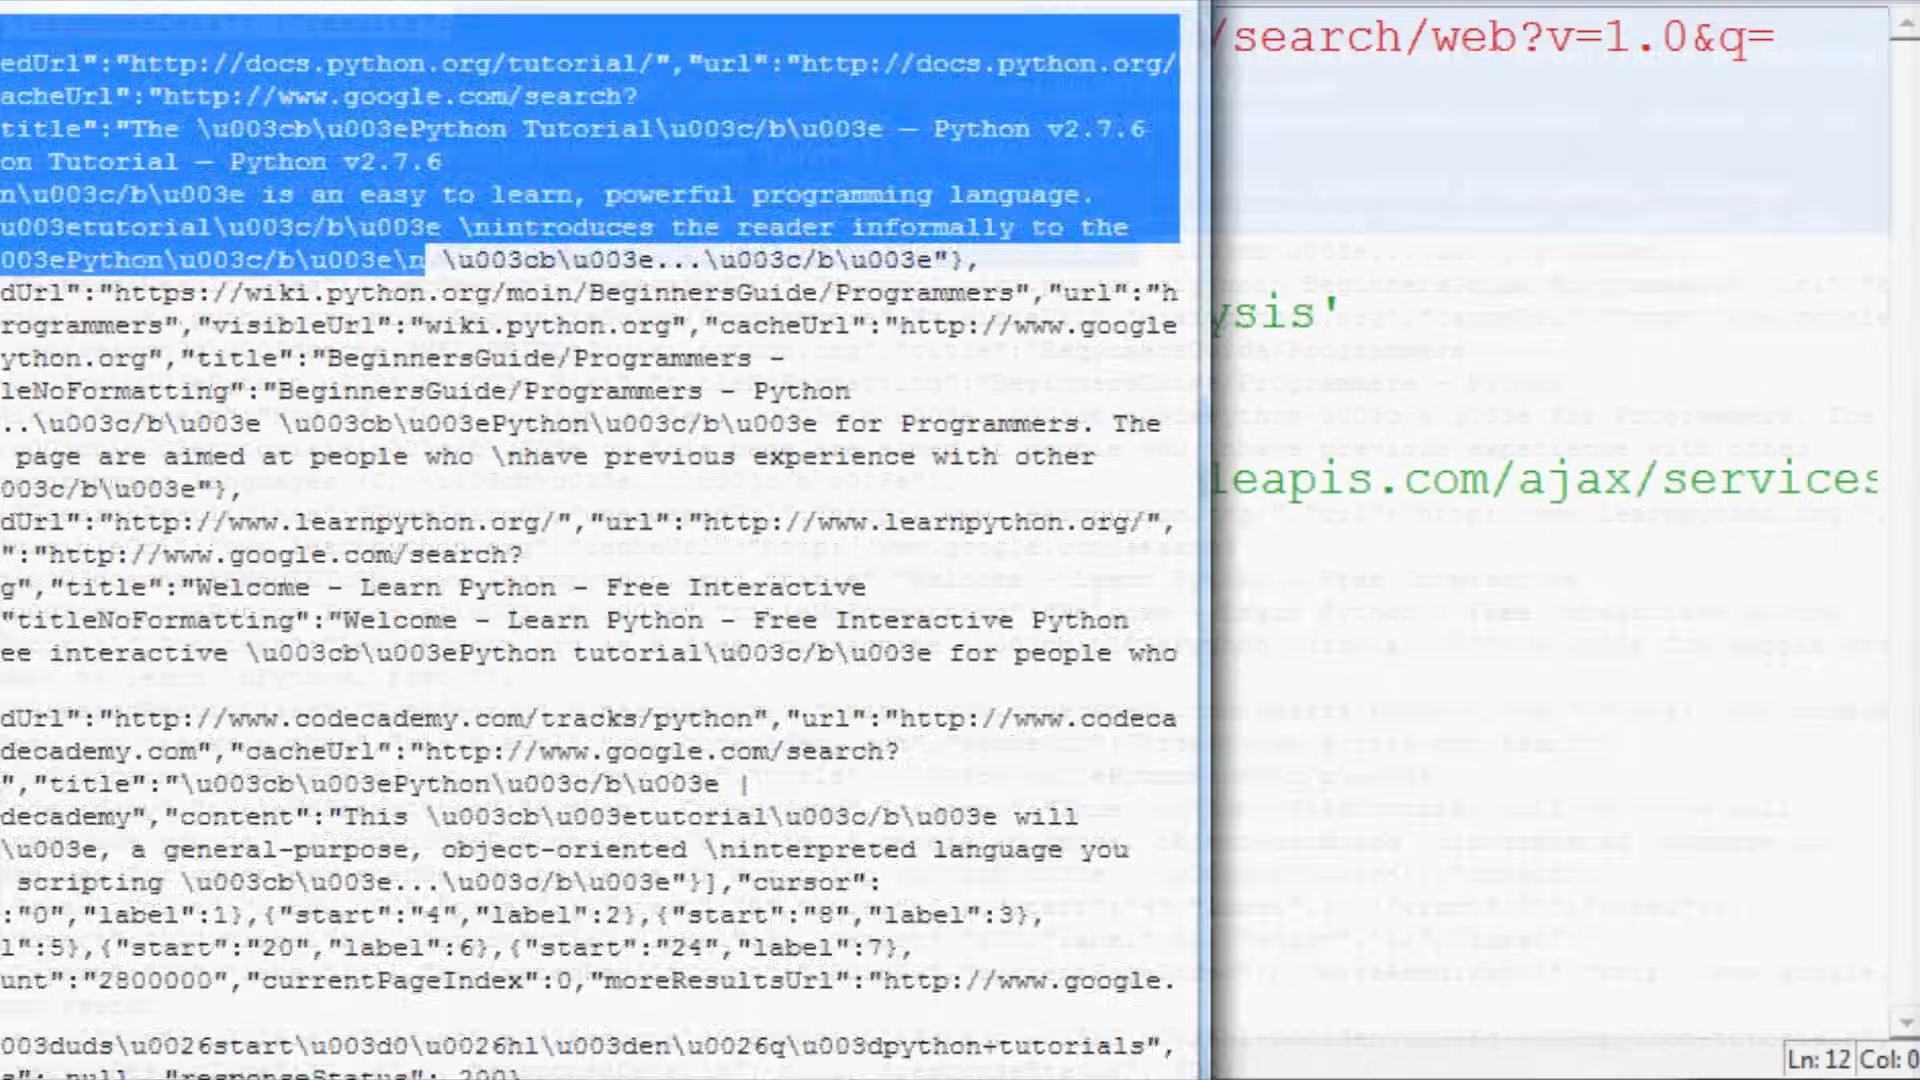 edUrl":"http://docs.python.org/tutorial/","url":"http://docs.python.org/
acheUrl":"http://www.google.com/search?
title":"The \u003cb\u003ePython Tutorial\u003c/b\u003e — Python v2.7.6
on Tutorial — Python v2.7.6
n\u003c/b\u003e is an easy to learn, powerful programming language.
u003etutorial\u003c/b\u003e \nintroduces the reader informally to the
003ePython\u003c/b\u003e\n \u003cb\u003e...\u003c/b\u003e"},
dUrl":"https://wiki.python.org/moin/BeginnersGuide/Programmers","url":"h
rogrammers","visibleUrl":"wiki.python.org","cacheUrl":"http://www.google
ython.org","title":"BeginnersGuide/Programmers -
leNoFormatting":"BeginnersGuide/Programmers - Python
..\u003c/b\u003e \u003cb\u003ePython\u003c/b\u003e for Programmers. The
page are aimed at people who \nhave previous experience with other
003c/b\u003e"},
dUrl":"http://www.learnpython.org/","url":"http://www.learnpython.org/",
":"http://www.google.com/search?
g","title":"Welcome - Learn Python - Free Interactive
"titleNoFormatting":"Welcome - Learn Python - Free Interactive Python
ee interactive \u003cb\u003ePython tutorial\u003c/b\u003e for people who
dUrl":"http://www.codecademy.com/tracks/python","url":"http://www.codeca
decademy.com","cacheUrl":"http://www.google.com/search?
","title":"\u003cb\u003ePython\u003c/b\u003e |
decademy","content":"This \u003cb\u003etutorial\u003c/b\u003e will
\u003e, a general-purpose, object-oriented \ninterpreted language you
scripting \u003cb\u003e...\u003c/b\u003e"}],"cursor":
:"0","label":1},{"start":"4","label":2},{"start":"8","label":3},
l":5},{"start":"20","label":6},{"start":"24","label":7},
unt":"2800000","currentPageIndex":0,"moreResultsUrl":"http://www.google.
003duds\u0026start\u003d0\u0026hl\u003den\u0026q\u003dpython+tutorials",
s": null, "responseStatus": 200}
/search/web?v=1.0&q=
ysis'
leapis.com/ajax/services
Ln: 12 Col: 0